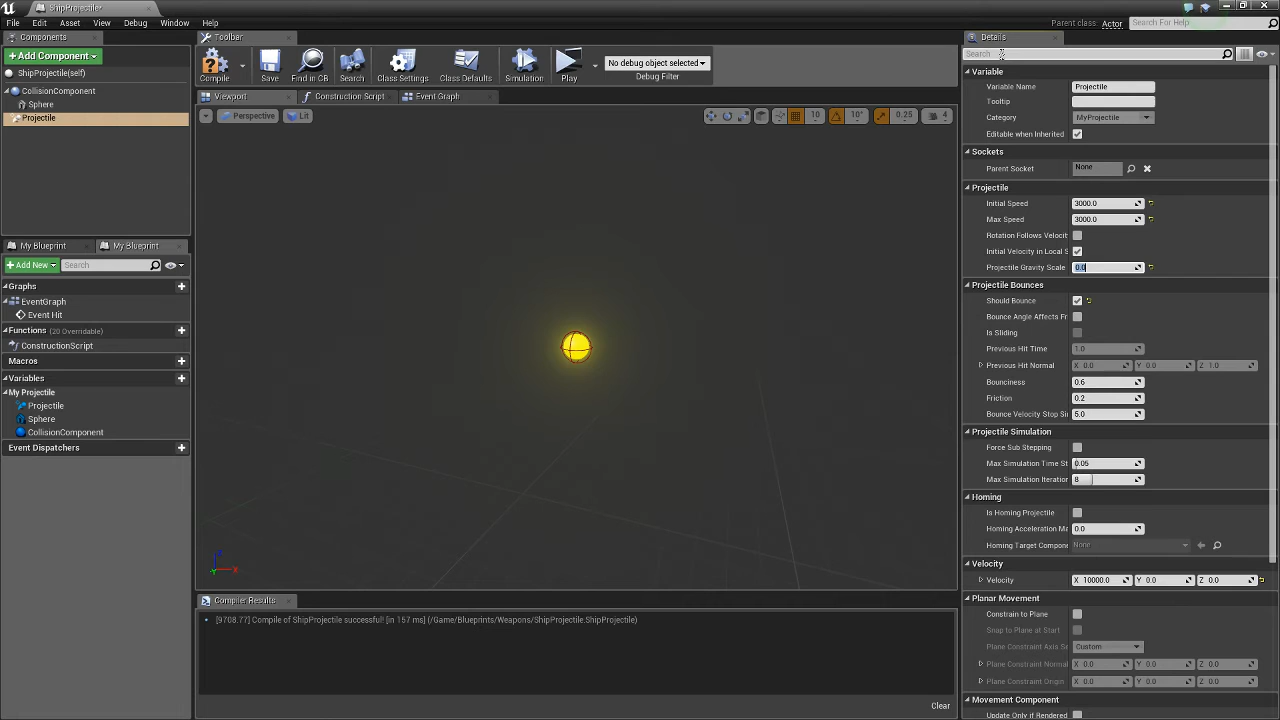 ShipProjectile*
File Edit Asset View Debug Window Help
Parent class: Actor Search For Help
Components
+Add Component
ShipProjectile(self)
CollisionComponent
Sphere
Projectile
My Blueprint My Blueprint
+Add New Search
Graphs
EventGraph
Event Hit
Functions (20 Overridable)
ConstructionScript
Macros
Variables
My Projectile
Projectile
Sphere
CollisionComponent
Event Dispatchers
Toolbar
Compile Save Find in CB Search Class Settings Class Defaults Simulation Play
No debug object selected
Debug Filter
Viewport Construction Script Event Graph
Perspective Lit
10 10° 0.25 4
Z
Y X
Compiler Results
[9708.77] Compile of ShipProjectile successful! [in 157 ms] (/Game/Blueprints/Weapons/ShipProjectile.ShipProjectile)
Clear
Details
Search
Variable
Variable Name Projectile
Tooltip
Category MyProjectile
Editable when Inherited
Sockets
Parent Socket None
Projectile
Initial Speed 3000.0
Max Speed 3000.0
Rotation Follows Velocit
Initial Velocity in Local S
Projectile Gravity Scale 0.0
Projectile Bounces
Should Bounce
Bounce Angle Affects Fr
Is Sliding
Previous Hit Time 1.0
Previous Hit Normal X 0.0 Y 0.0 Z 1.0
Bounciness 0.6
Friction 0.2
Bounce Velocity Stop Si 5.0
Projectile Simulation
Force Sub Stepping
Max Simulation Time St 0.05
Max Simulation Iteration 8
Homing
Is Homing Projectile
Homing Acceleration Ma 0.0
Homing Target Compone None
Velocity
Velocity X 10000.0 Y 0.0 Z 0.0
Planar Movement
Constrain to Plane
Snap to Plane at Start
Plane Constraint Axis Se Custom
Plane Constraint Norma X 0.0 Y 0.0 Z 0.0
Plane Constraint Origin X 0.0 Y 0.0 Z 0.0
Movement Component
Update Only if Rendered